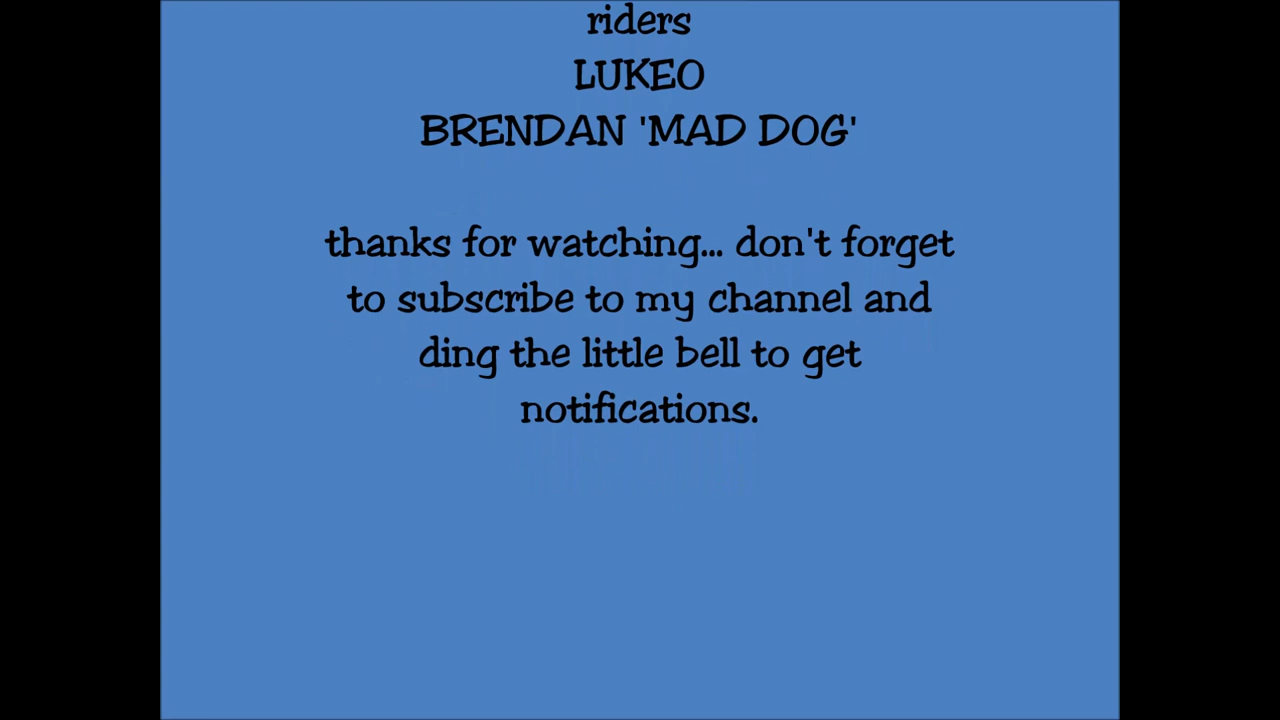 riders
LUKEO
BRENDAN 'MAD DOG'
thanks for watching... don't forget
to subscribe to my channel and
ding the little bell to get
notifications.